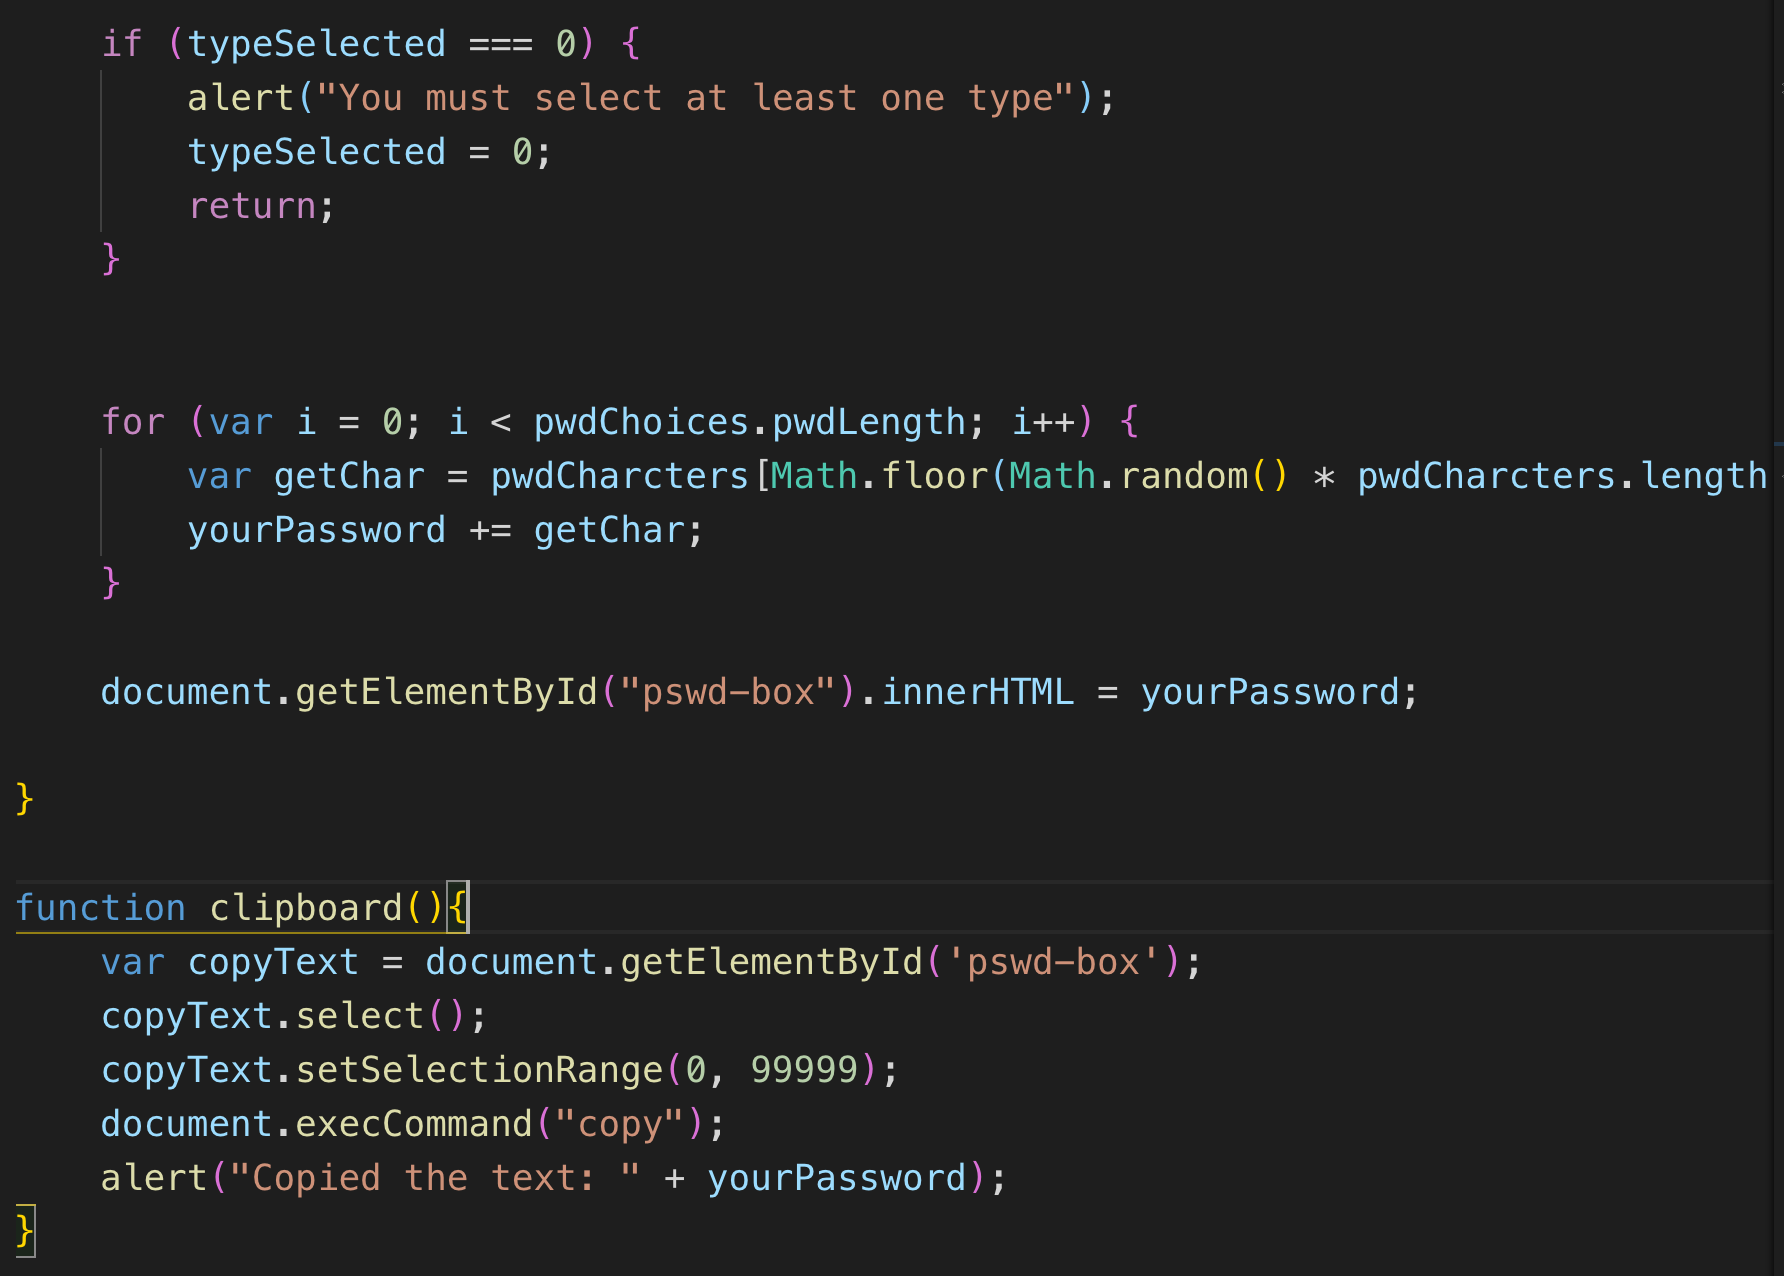 if (typeSelected === 0) {
alert("You must select at least one type");
typeSelected = 0;
return;
}
for (var i = 0; i < pwdChoices.pwdLength; i++) {
var getChar = pwdCharcters[Math.floor(Math.random() * pwdCharcters.length
yourPassword += getChar;
}
document.getElementById("pswd-box").innerHTML = yourPassword;
}
function clipboard(){
var copyText = document.getElementById('pswd-box');
copyText.select();
copyText.setSelectionRange(0, 99999);
document.execCommand("copy");
alert("Copied the text: " + yourPassword);
}